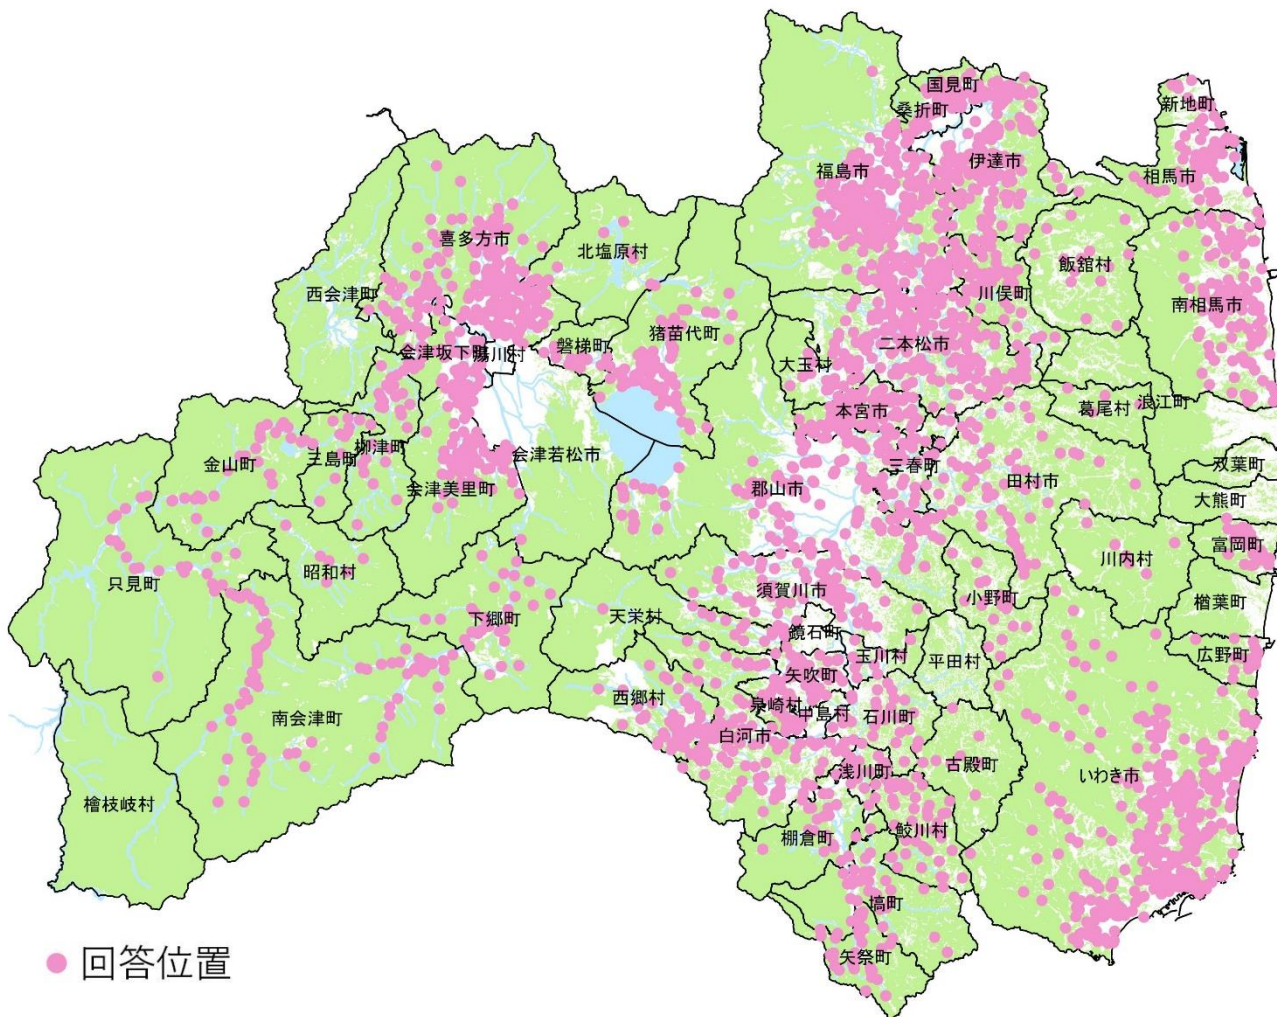 国見町
桑折町
新地町
福島市
伊達市
相馬市
喜多方市
北塩原村
飯舘村
西会津町
川俣町
南相馬市
猪苗代町
会津坂下町
湯川村
磐梯町
大玉村
二本松市
本宮市
葛尾村
浪江町
金山町
三島町
柳津町
会津若松市
三春町
双葉町
会津美里町
郡山市
田村市
大熊町
富岡町
只見町
昭和村
川内村
須賀川市
小野町
楢葉町
下郷町
天栄村
鏡石町
玉川村
平田村
広野町
矢吹町
西郷村
泉崎村
中島村
石川町
南会津町
白河市
古殿町
浅川町
いわき市
檜枝岐村
棚倉町
鮫川村
塙町
矢祭町
回答位置